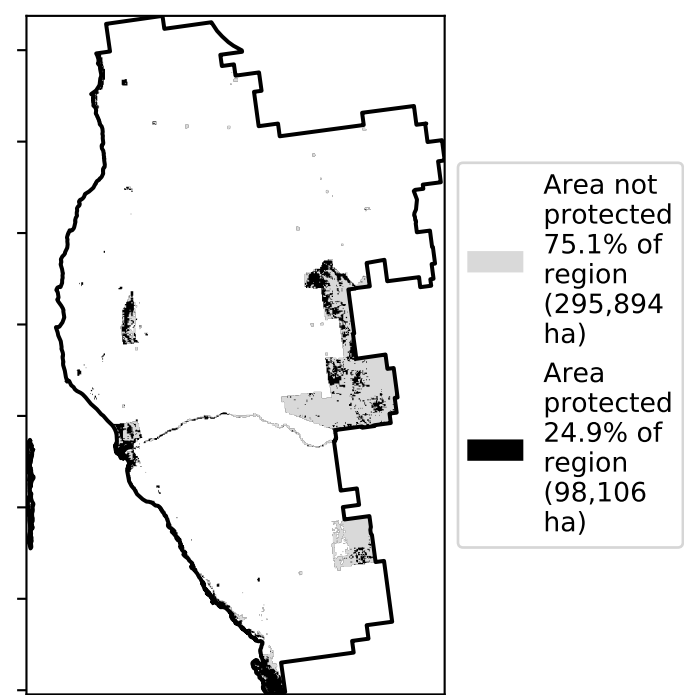 Area not
protected
75.1% of
region
(295,894
ha)
Area
protected
24.9% of
region
(98,106
ha)